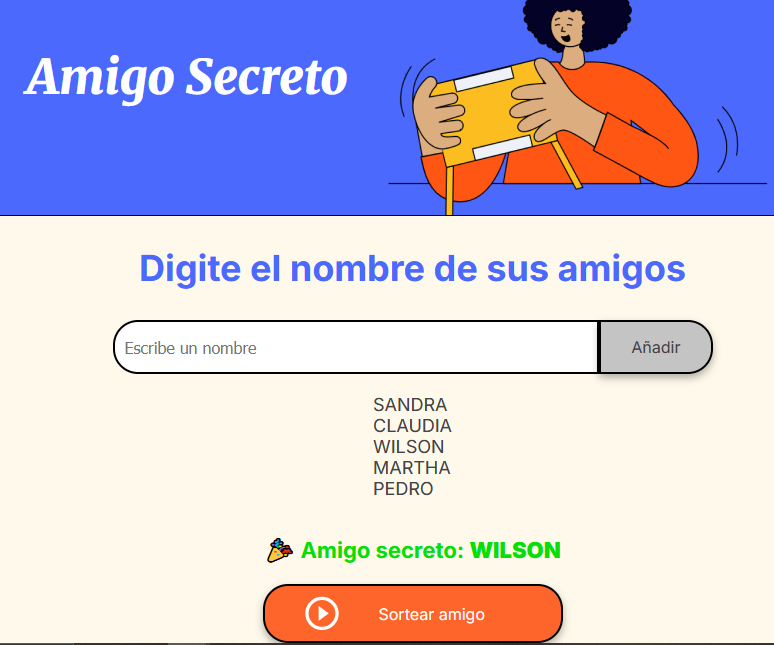 Amigo Secreto
Digite el nombre de sus amigos
Escribe un nombre
Añadir
SANDRA
CLAUDIA
WILSON
MARTHA
PEDRO
🎉 Amigo secreto: WILSON
Sortear amigo